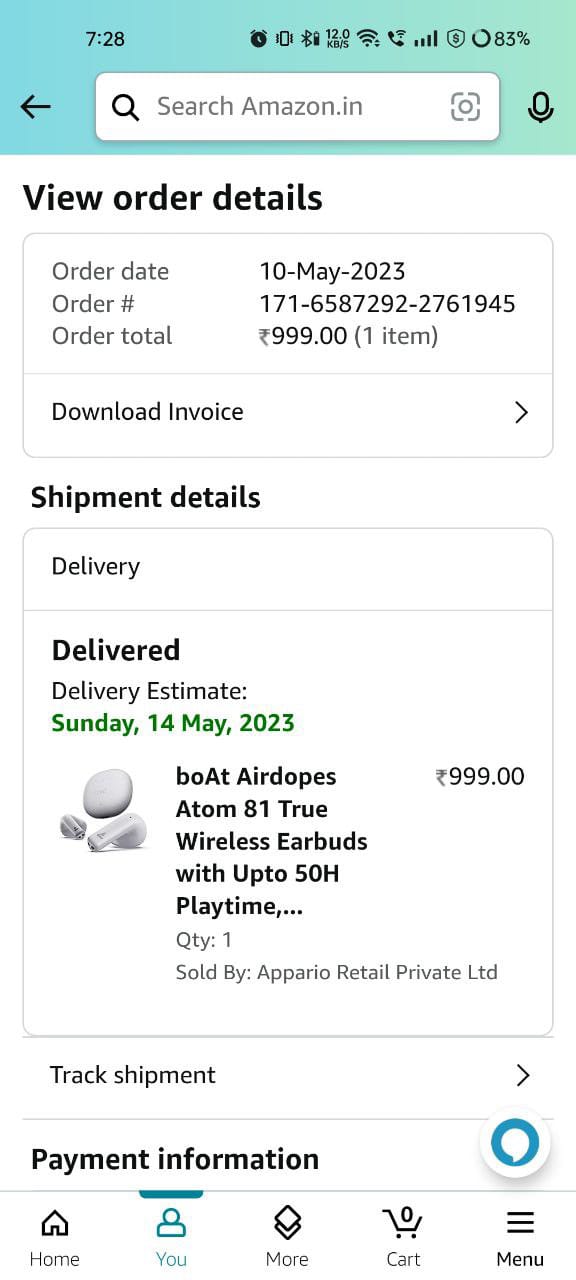 7:28
12.0
KB/S
83%
Search Amazon.in
View order details
Order date 10-May-2023
Order # 171-6587292-2761945
Order total ₹999.00 (1 item)
Download Invoice
Shipment details
Delivery
Delivered
Delivery Estimate:
Sunday, 14 May, 2023
boAt Airdopes ₹999.00
Atom 81 True
Wireless Earbuds
with Upto 50H
Playtime,...
Qty: 1
Sold By: Appario Retail Private Ltd
Track shipment
Payment information
0
Home You More Cart Menu